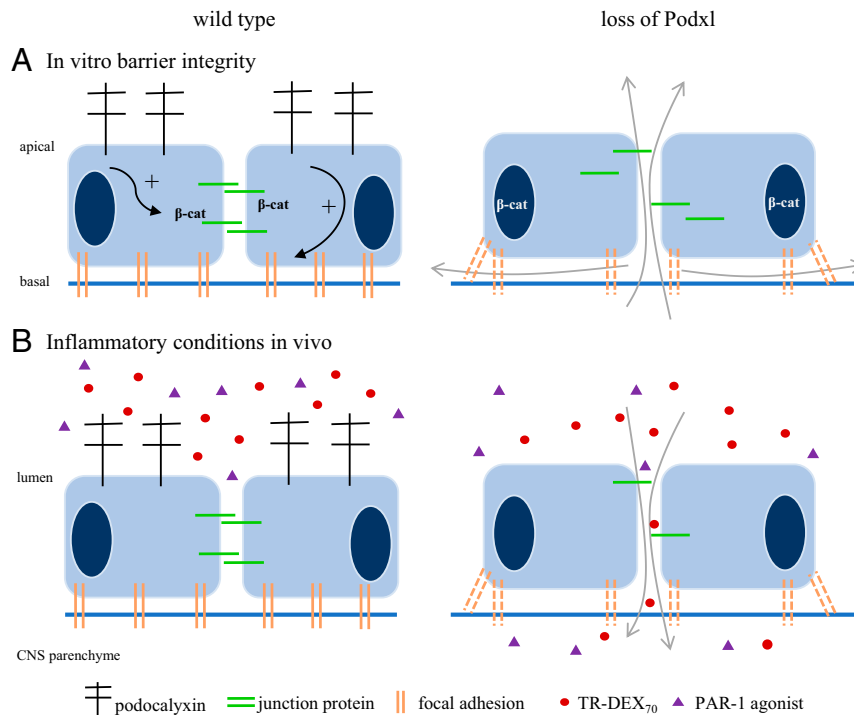 wild type
loss of Podxl
A In vitro barrier integrity
apical
+
β-cat
β-cat
+
β-cat
β-cat
basal
B Inflammatory conditions in vivo
lumen
CNS parenchyme
podocalyxin
junction protein
focal adhesion
TR-DEX₇₀
PAR-1 agonist